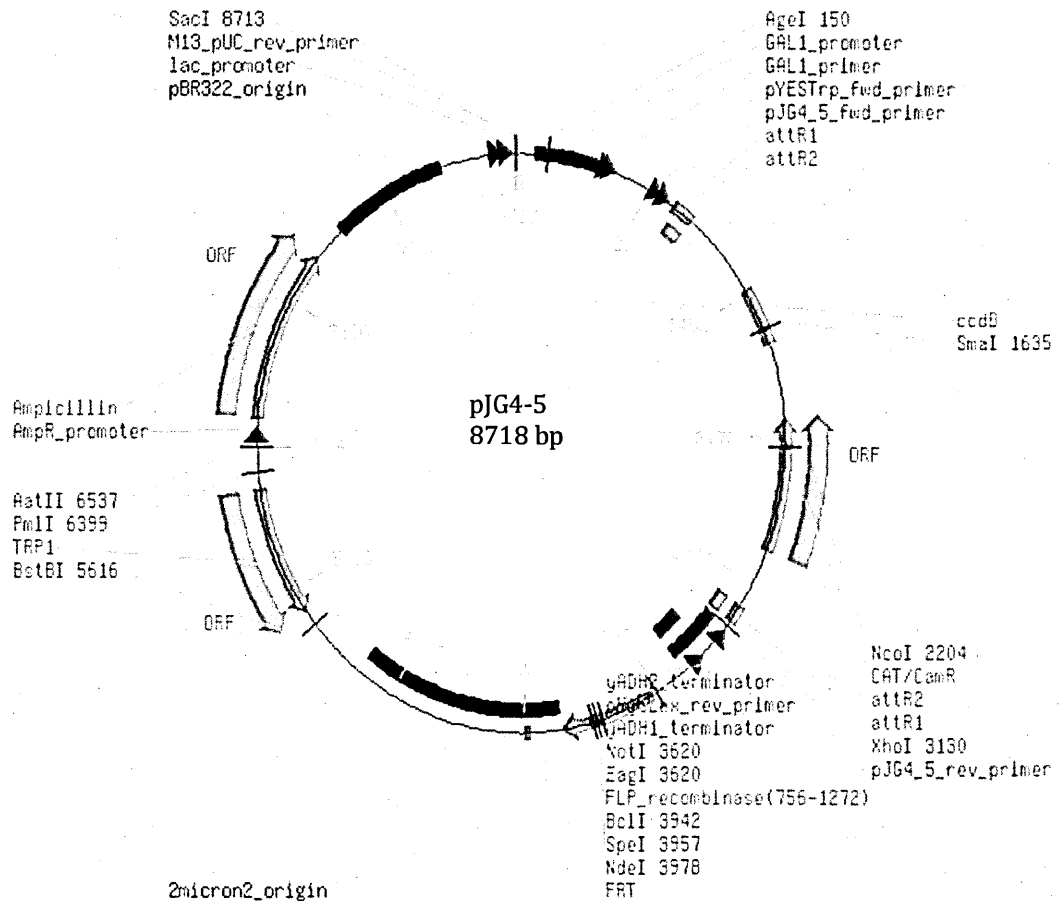 SacI 8713
M13_pUC_rev_primer
lac_promoter
pBR322_origin
AgeI 150
GAL1_promoter
GAL1_primer
pYESTrp_fwd_primer
pJG4_5_fwd_primer
attR1
attR2
ORF
ccdB
SmaI 1635
Ampicillin
AmpR_promoter
pJG4-5
8718 bp
ORF
AatII 6537
PmlI 6399
TRP1
BstBI 5616
ORF
NcoI 2204
CAT/CamR
attR2
attR1
XhoI 3130
pJG4_5_rev_primer
yADH2_terminator
ADH1_terminator
NotI 3620
EagI 3620
FLP_recombinase(756-1272)
BclI 3942
SpeI 3957
NdeI 3978
FRT
2micron2_origin